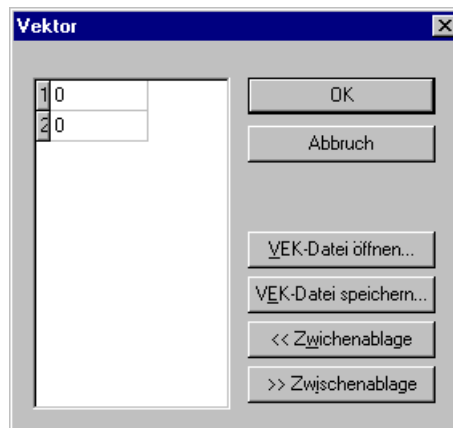 Vektor
1 0
2 0
OK
Abbruch
VEK-Datei öffnen...
VEK-Datei speichern...
<< Zwichenablage
>> Zwischenablage